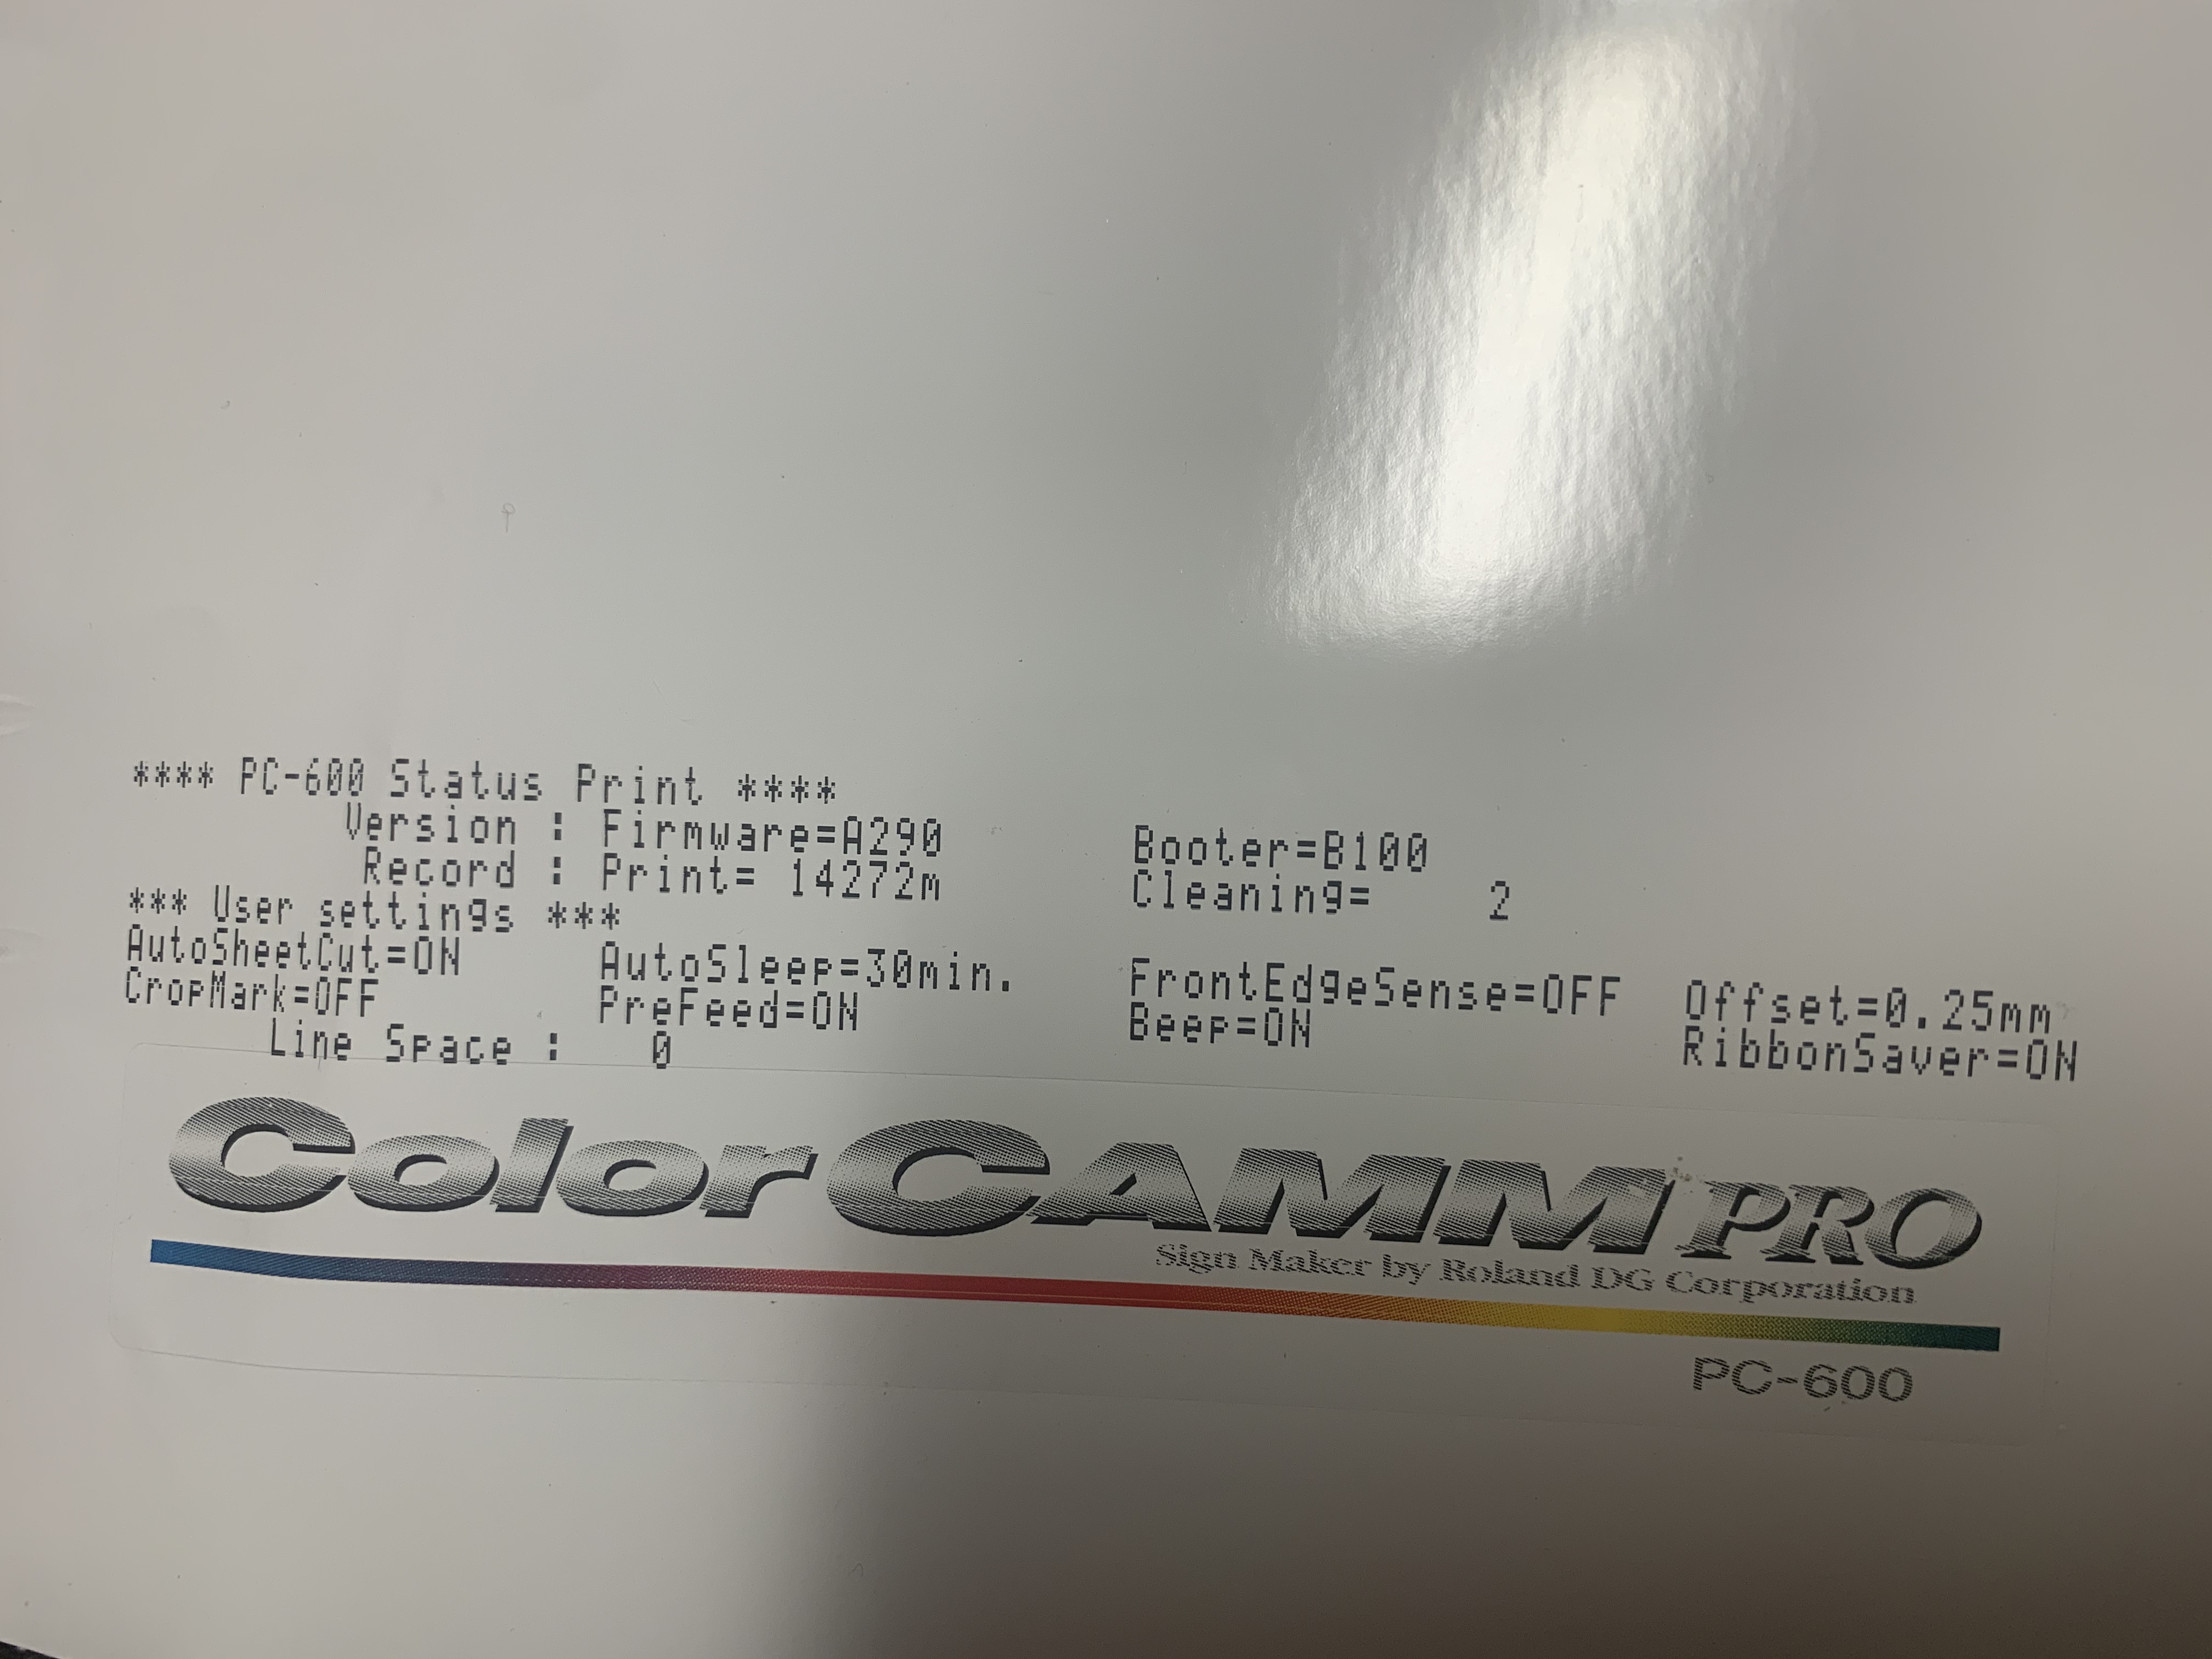 **** PC-600 Status Print ****
Version : Firmware=A290 Booter=B100
Record : Print= 14272m Cleaning= 2
*** User settings ***
AutoSheetCut=ON AutoSleep=30min. FrontEdgeSense=OFF Offset=0.25mm
CropMark=OFF PreFeed=ON Beep=ON RibbonSaver=ON
Line Space : 0
ColorCAMM PRO
Sign Maker by Roland DG Corporation
PC-600